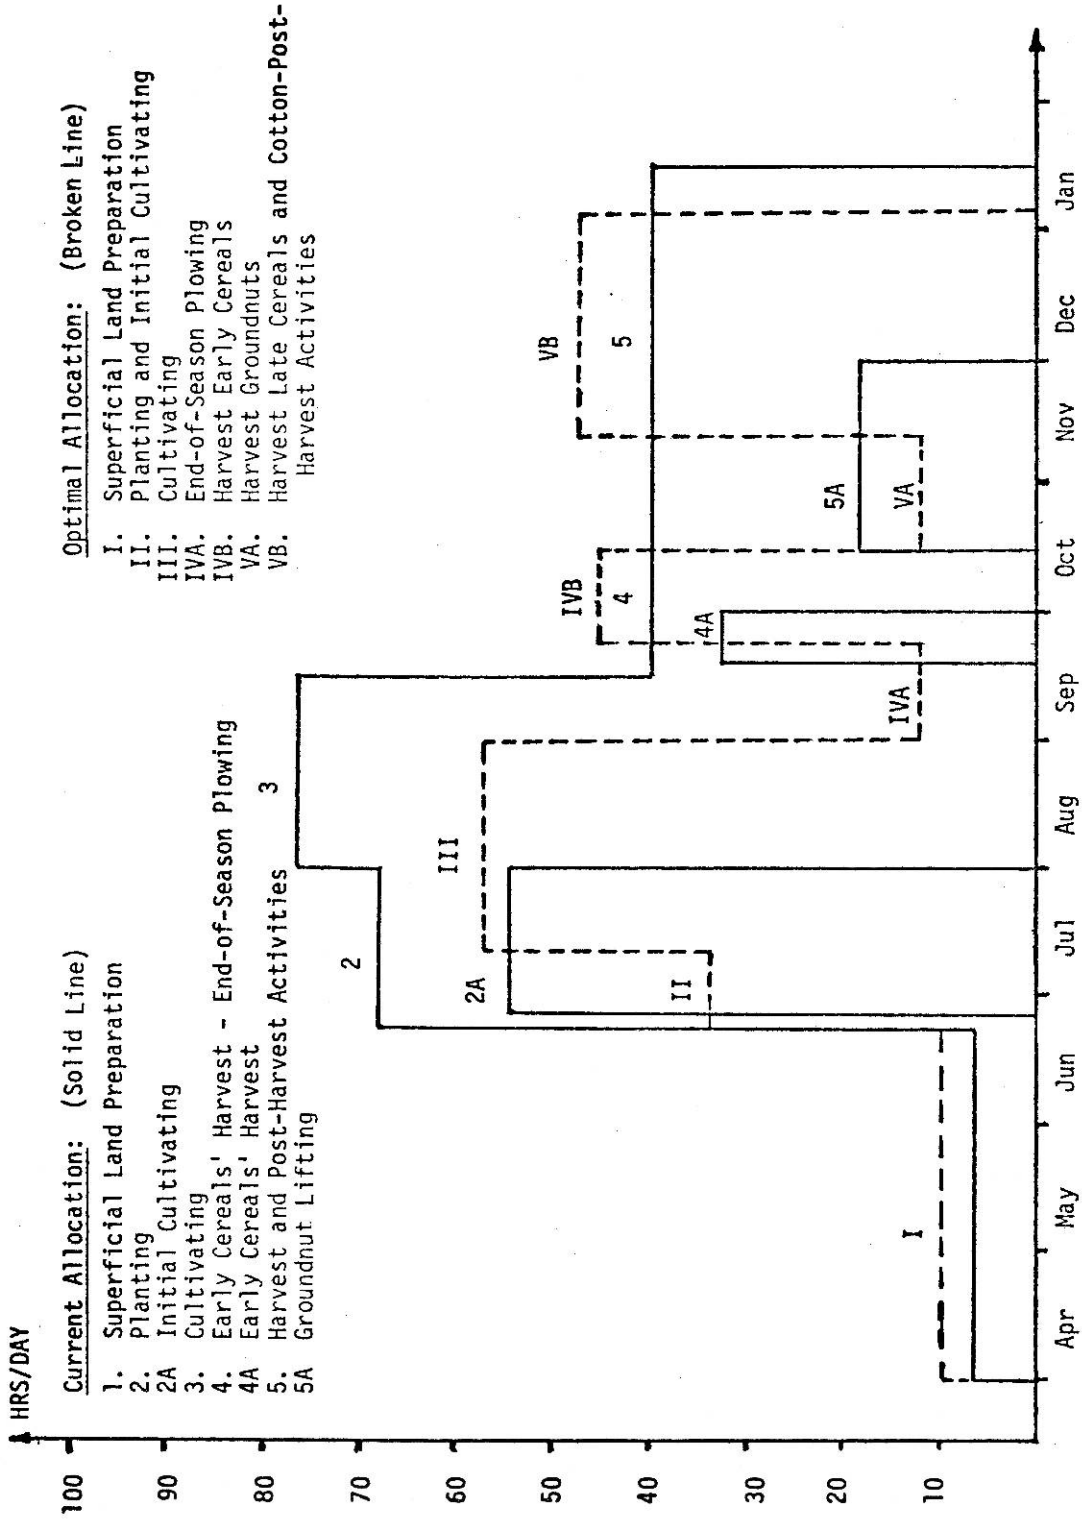 HRS/DAY
Current Allocation: (Solid Line)
1. Superficial Land Preparation
2. Planting
2A Initial Cultivating
3. Cultivating
4. Early Cereals' Harvest - End-of-Season Plowing
4A Early Cereals' Harvest
5. Harvest and Post-Harvest Activities
5A Groundnut Lifting
Optimal Allocation: (Broken Line)
I. Superficial Land Preparation
II. Planting and Initial Cultivating
III. Cultivating
IVA. End-of-Season Plowing
IVB. Harvest Early Cereals
VA. Harvest Groundnuts
VB. Harvest Late Cereals and Cotton-Post-
Harvest Activities
100
90
80
70
60
50
40
30
20
10
I
2
2A
II
3
III
IVA
4A
IVB
4
5A
VA
VB
5
Apr May Jun Jul Aug Sep Oct Nov Dec Jan